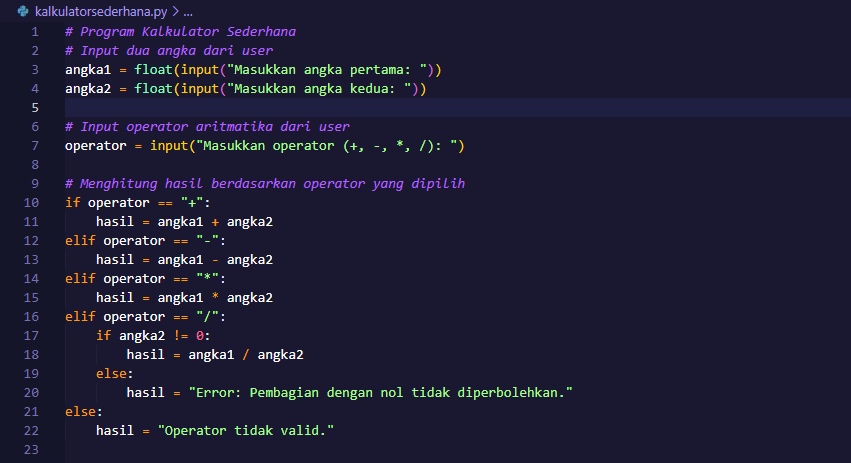 kalkulatorsederhana.py > ...
1 # Program Kalkulator Sederhana
2 # Input dua angka dari user
3 angka1 = float(input("Masukkan angka pertama: "))
4 angka2 = float(input("Masukkan angka kedua: "))
5
6 # Input operator aritmatika dari user
7 operator = input("Masukkan operator (+, -, *, /): ")
8
9 # Menghitung hasil berdasarkan operator yang dipilih
10 if operator == "+":
11     hasil = angka1 + angka2
12 elif operator == "-":
13     hasil = angka1 - angka2
14 elif operator == "*":
15     hasil = angka1 * angka2
16 elif operator == "/":
17     if angka2 != 0:
18         hasil = angka1 / angka2
19     else:
20         hasil = "Error: Pembagian dengan nol tidak diperbolehkan."
21 else:
22     hasil = "Operator tidak valid."
23